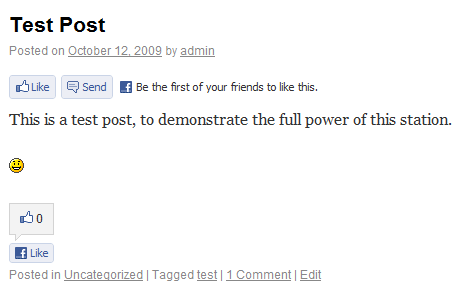 Test Post
Posted on October 12, 2009 by admin
Like Send Be the first of your friends to like this.
This is a test post, to demonstrate the full power of this station.
0
Like
Posted in Uncategorized | Tagged test | 1 Comment | Edit